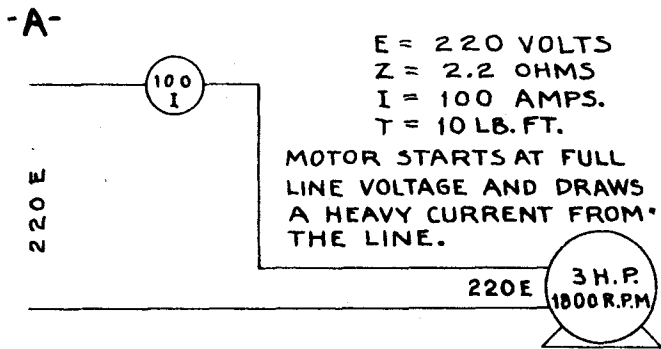 -A-
E = 220 VOLTS
Z = 2.2 OHMS
I = 100 AMPS.
T = 10 LB. FT.
100
I
MOTOR STARTS AT FULL
LINE VOLTAGE AND DRAWS
A HEAVY CURRENT FROM
THE LINE.
220 E
220 E
3 H.P.
1800 R.P.M